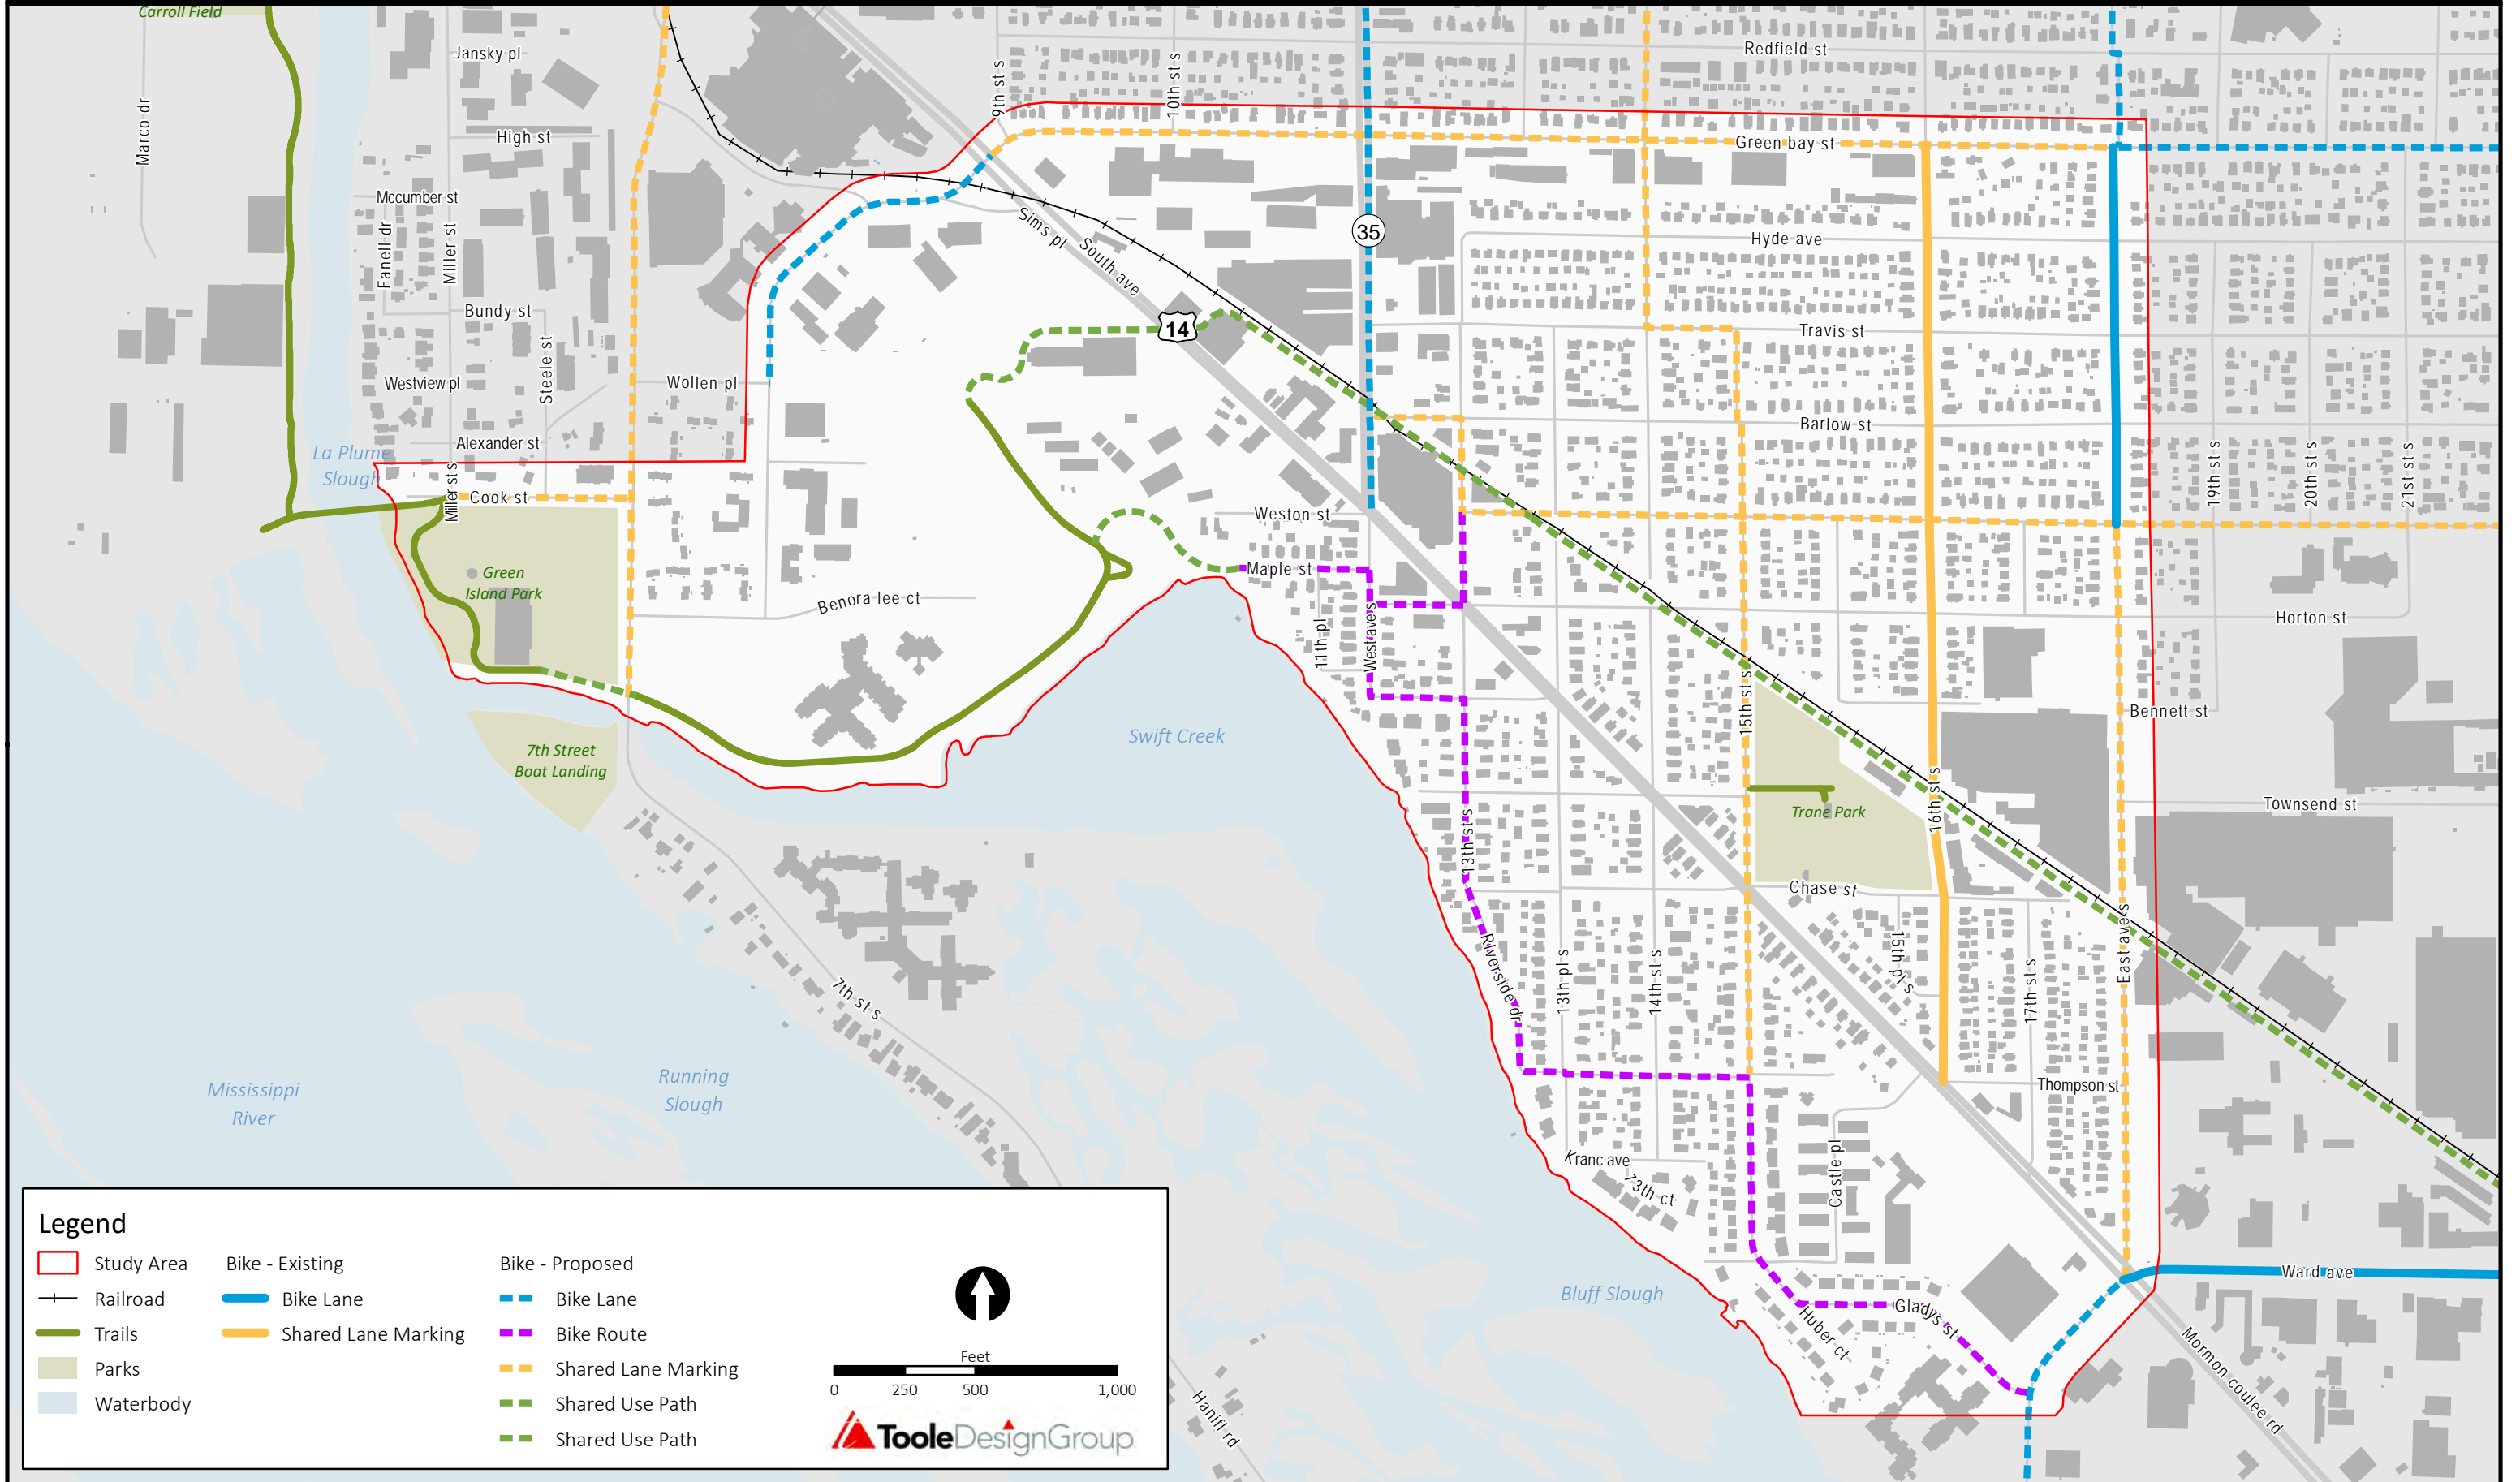 Carroll Field
Jansky pl
Redfield st
9th st s
10th st s
Marco dr
High st
Green bay st
Mccumber st
Fanell dr
Miller st
Sims pl
South ave
35
Hyde ave
Bundy st
14
Travis st
Steele st
Westview pl
Wollen pl
Barlow st
Alexander st
La Plume
Slough
Miller st s
Cook st
Weston st
19th st s
20th st s
21st st s
Green
Island Park
Maple st
Benora lee ct
11th pl
West ave s
Horton st
15th st s
Bennett st
7th Street
Boat Landing
Swift Creek
16th st s
Townsend st
Trane Park
13th st s
Chase st
East ave s
Riverside dr
13th pl s
14th st s
15th pl s
17th st s
7th st s
Mississippi
River
Running
Slough
Thompson st
Kranc ave
13th ct
Castle pl
Ward ave
Bluff Slough
Gladys st
Huber ct
Mormon coulee rd
Hanifl rd
Legend
Study Area
Railroad
Trails
Parks
Waterbody
Bike - Existing
Bike Lane
Shared Lane Marking
Bike - Proposed
Bike Lane
Bike Route
Shared Lane Marking
Shared Use Path
Shared Use Path
Feet
0 250 500 1,000
TooleDesignGroup